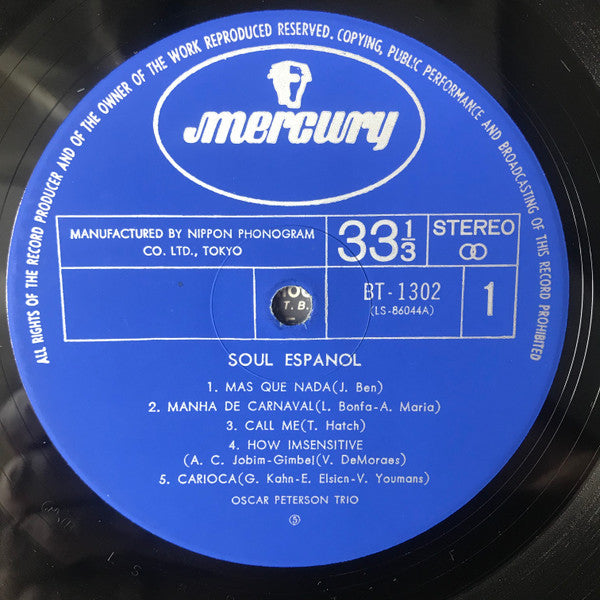 ALL RIGHTS OF THE RECORD PRODUCER AND OF THE OWNER OF THE WORK REPRODUCED RESERVED. COPYING, PUBLIC PERFORMANCE AND BROADCASTING OF THIS RECORD PROHIBITED
mercury
MANUFACTURED BY NIPPON PHONOGRAM
CO. LTD., TOKYO
33 1/3
STEREO
BT-1302
(LS-86044A)
1
T. B.
SOUL ESPANOL
1. MAS QUE NADA(J. Ben)
2. MANHA DE CARNAVAL(L. Bonfa-A. Maria)
3. CALL ME(T. Hatch)
4. HOW IMSENSITIVE
(A. C. Jobim-Gimbel(V. DeMoraes)
5. CARIOCA(G. Kahn-E. Elsicn-V. Youmans)
OSCAR PETERSON TRIO
⑤